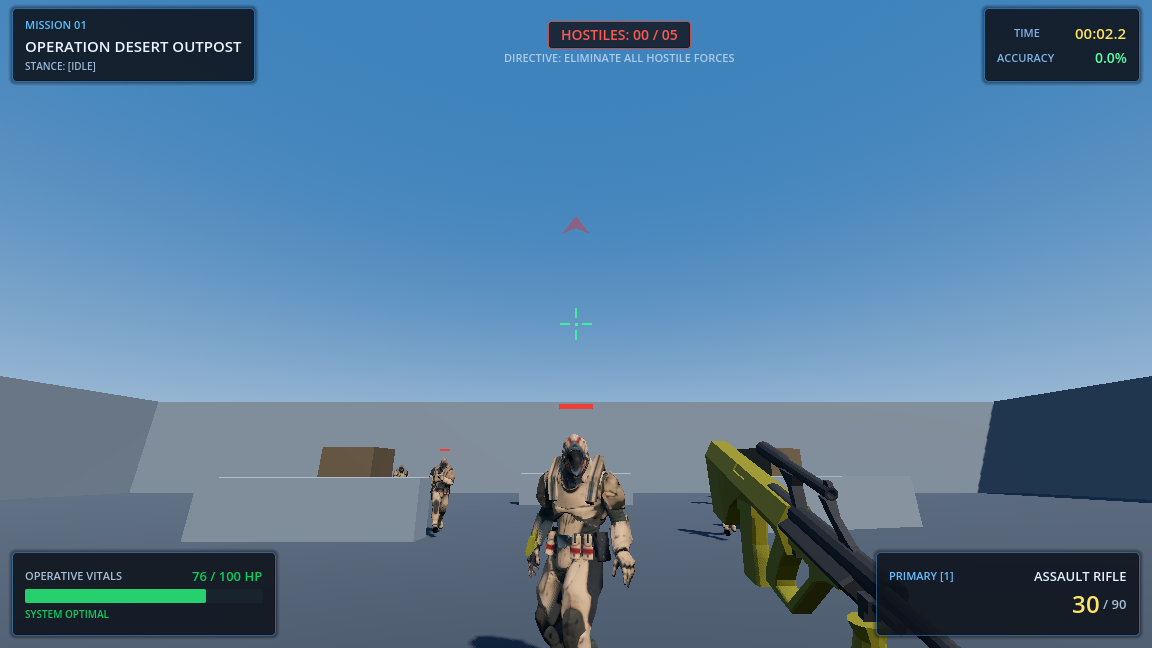 MISSION 01
OPERATION DESERT OUTPOST
STANCE: [IDLE]
HOSTILES: 00 / 05
DIRECTIVE: ELIMINATE ALL HOSTILE FORCES
TIME 00:02.2
ACCURACY 0.0%
OPERATIVE VITALS 76 / 100 HP
SYSTEM OPTIMAL
PRIMARY [1] ASSAULT RIFLE
30 / 90